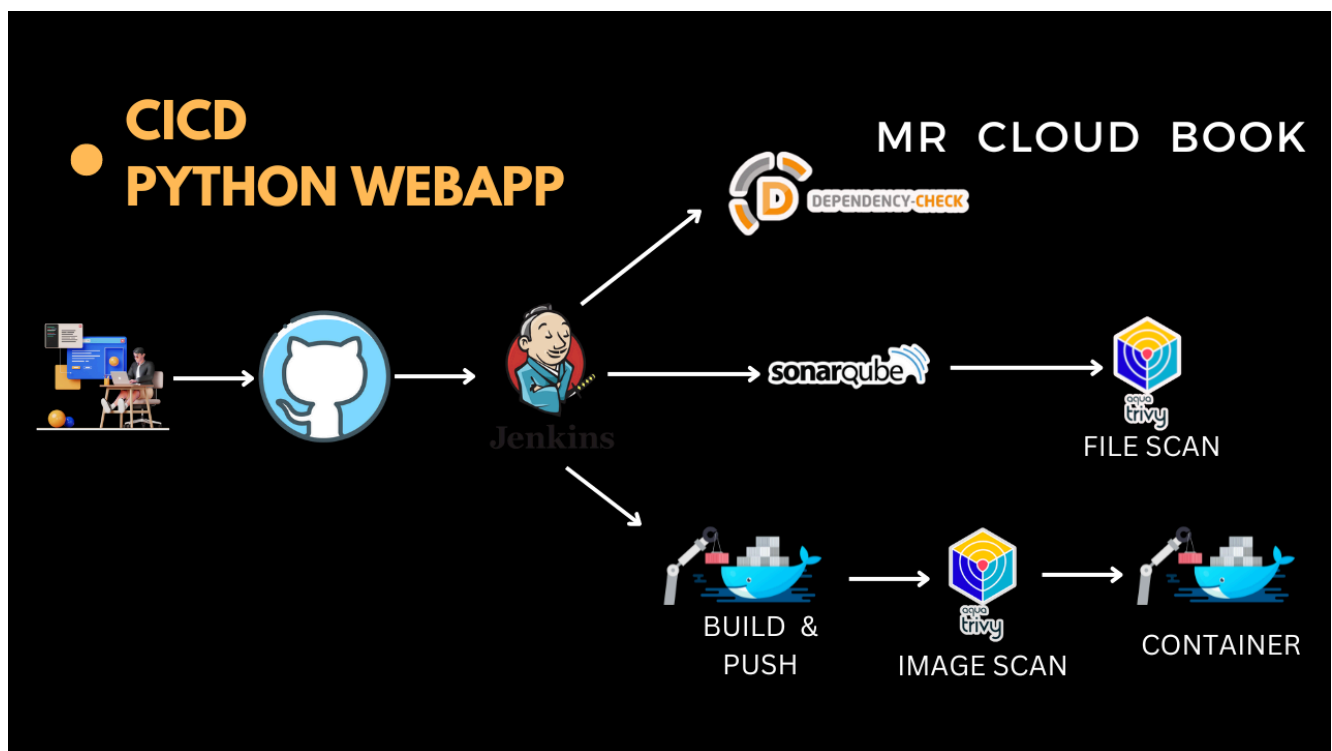 CICD
PYTHON WEBAPP
MR CLOUD BOOK
D
DEPENDENCY-CHECK
Jenkins
sonarqube
aqua
trivy
FILE SCAN
BUILD &
PUSH
aqua
trivy
IMAGE SCAN
CONTAINER